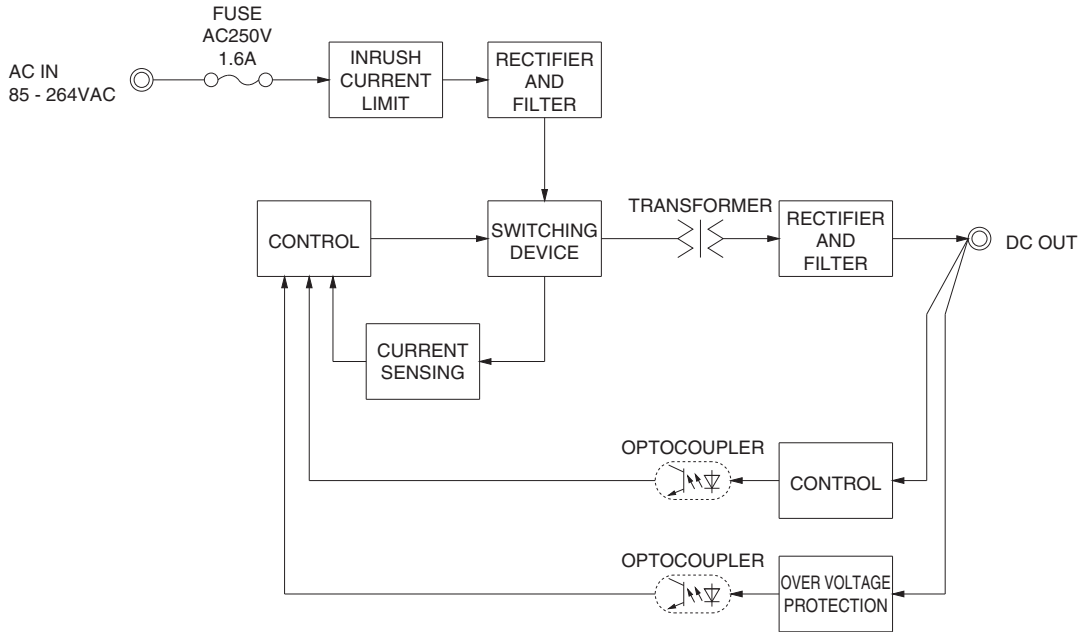 FUSE
AC250V
1.6A
AC IN
85 - 264VAC
INRUSH
CURRENT
LIMIT
RECTIFIER
AND
FILTER
CONTROL
SWITCHING
DEVICE
TRANSFORMER
RECTIFIER
AND
FILTER
DC OUT
CURRENT
SENSING
OPTOCOUPLER
CONTROL
OPTOCOUPLER
OVER VOLTAGE
PROTECTION